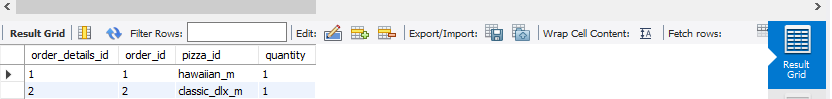 Result Grid Filter Rows: Edit: Export/Import: Wrap Cell Content: Fetch rows:
order_details_id order_id pizza_id quantity
1 1 hawaiian_m 1
2 2 classic_dlx_m 1
Result
Grid